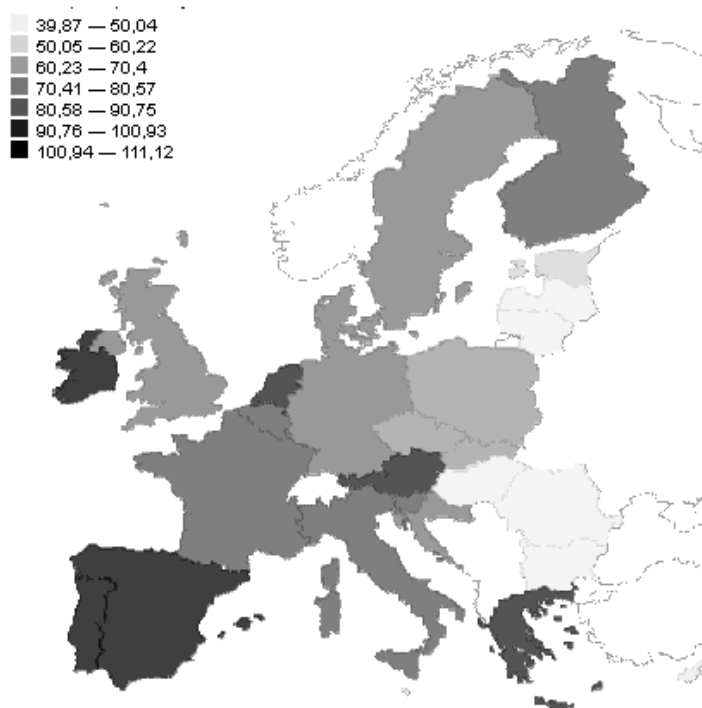 39,87 — 50,04
50,05 — 60,22
60,23 — 70,4
70,41 — 80,57
80,58 — 90,75
90,76 — 100,93
100,94 — 111,12